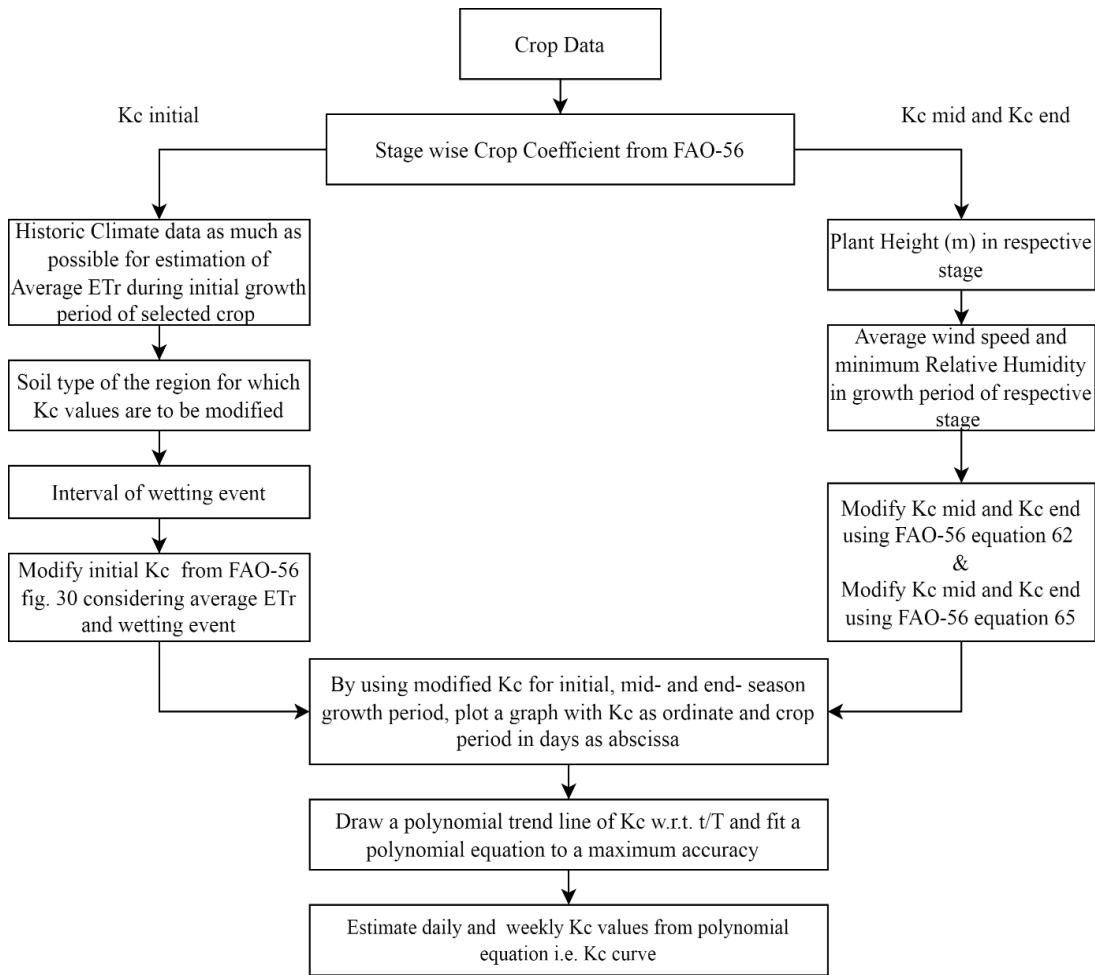 Crop Data
Kc initial
Kc mid and Kc end
Stage wise Crop Coefficient from FAO-56
Historic Climate data as much as
possible for estimation of
Average ETr during initial growth
period of selected crop
Soil type of the region for which
Kc values are to be modified
Interval of wetting event
Modify initial Kc from FAO-56
fig. 30 considering average ETr
and wetting event
Plant Height (m) in respective
stage
Average wind speed and
minimum Relative Humidity
in growth period of respective
stage
Modify Kc mid and Kc end
using FAO-56 equation 62
&
Modify Kc mid and Kc end
using FAO-56 equation 65
By using modified Kc for initial, mid- and end- season
growth period, plot a graph with Kc as ordinate and crop
period in days as abscissa
Draw a polynomial trend line of Kc w.r.t. t/T and fit a
polynomial equation to a maximum accuracy
Estimate daily and weekly Kc values from polynomial
equation i.e. Kc curve